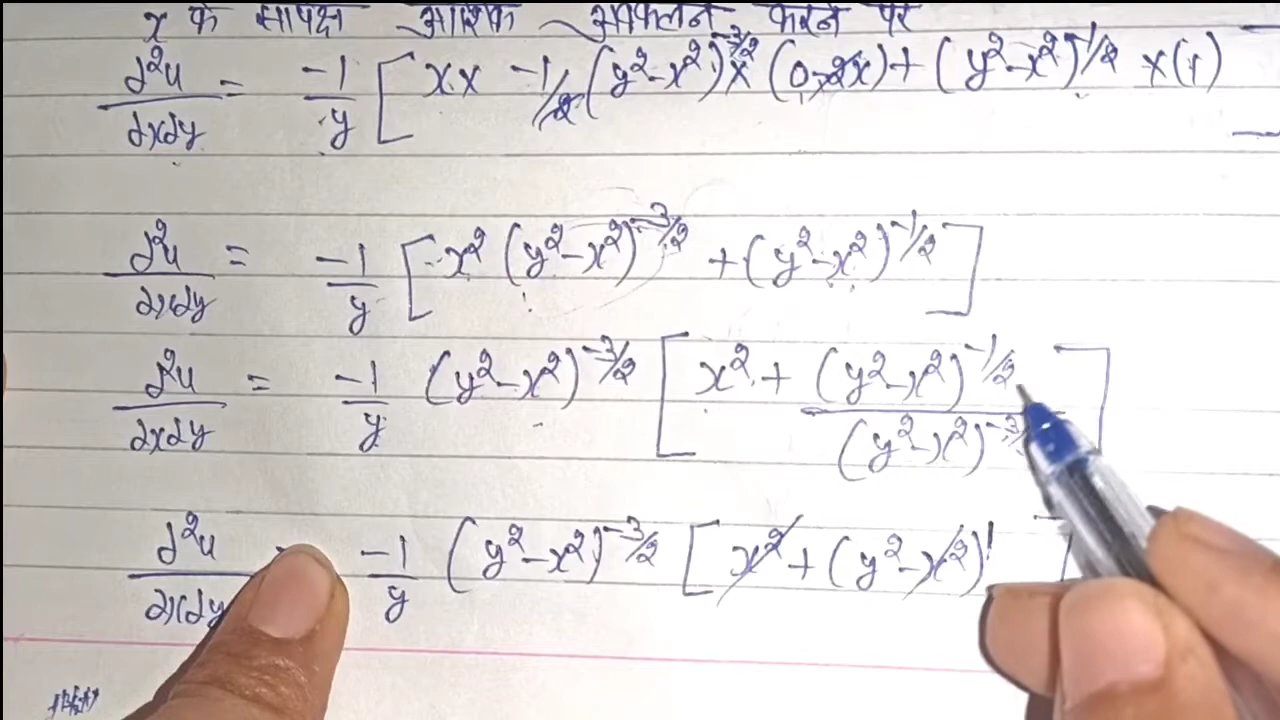 x के सापेक्ष आंशिक अवकलन करने पर
∂²u/∂x∂y = -1/y [ x × -1/2 (y²-x²)^-3/2 × (0-2x) + (y²-x²)^-1/2 × (1)
∂²u/∂x∂y = -1/y [ x² (y²-x²)^-3/2 + (y²-x²)^-1/2 ]
∂²u/∂x∂y = -1/y (y²-x²)^-3/2 [ x² + (y²-x²)^-1/2 / (y²-x²)^-3/ ]
∂²u/∂x∂y -1/y (y²-x²)^-3/2 [ x² + (y²-x²)^1 ]